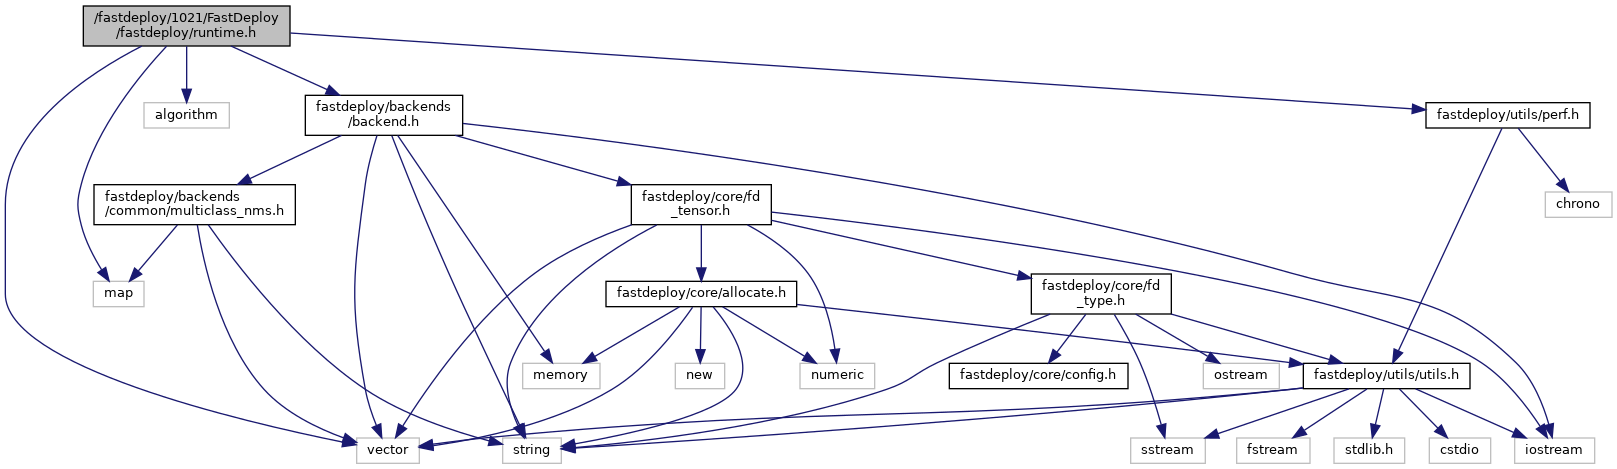 /fastdeploy/1021/FastDeploy
/fastdeploy/runtime.h
algorithm
fastdeploy/backends
/backend.h
fastdeploy/utils/perf.h
fastdeploy/backends
/common/multiclass_nms.h
fastdeploy/core/fd
_tensor.h
chrono
map
fastdeploy/core/allocate.h
fastdeploy/core/fd
_type.h
memory
new
numeric
fastdeploy/core/config.h
ostream
fastdeploy/utils/utils.h
vector
string
sstream
fstream
stdlib.h
cstdio
iostream